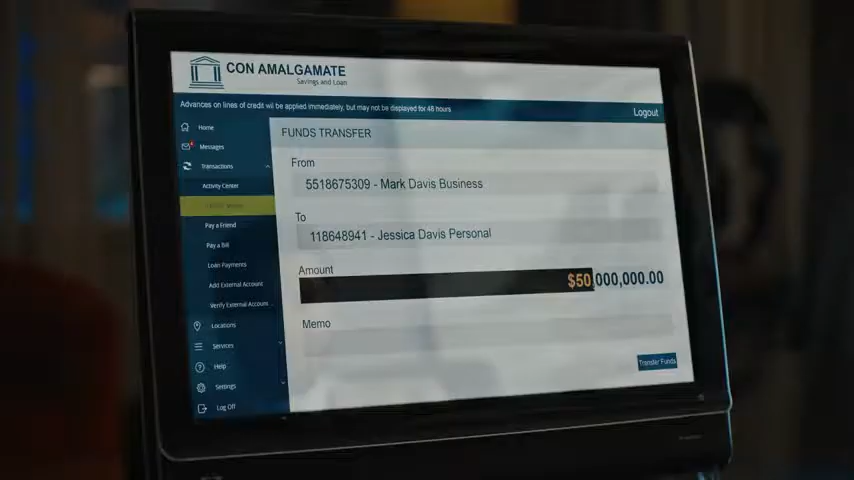 CON AMALGAMATE
Savings and Loan
Advances on lines of credit will be applied immediately, but may not be displayed for 48 hours
Logout
Home
Messages
Transactions
Activity Center
Pay a Friend
Pay a Bill
Loan Payments
Add External Account
Verify External Account
Locations
Services
Help
Settings
Log Off
FUNDS TRANSFER
From
5518675309 - Mark Davis Business
To
118648941 - Jessica Davis Personal
Amount
$50,000,000.00
Memo
Transfer Funds